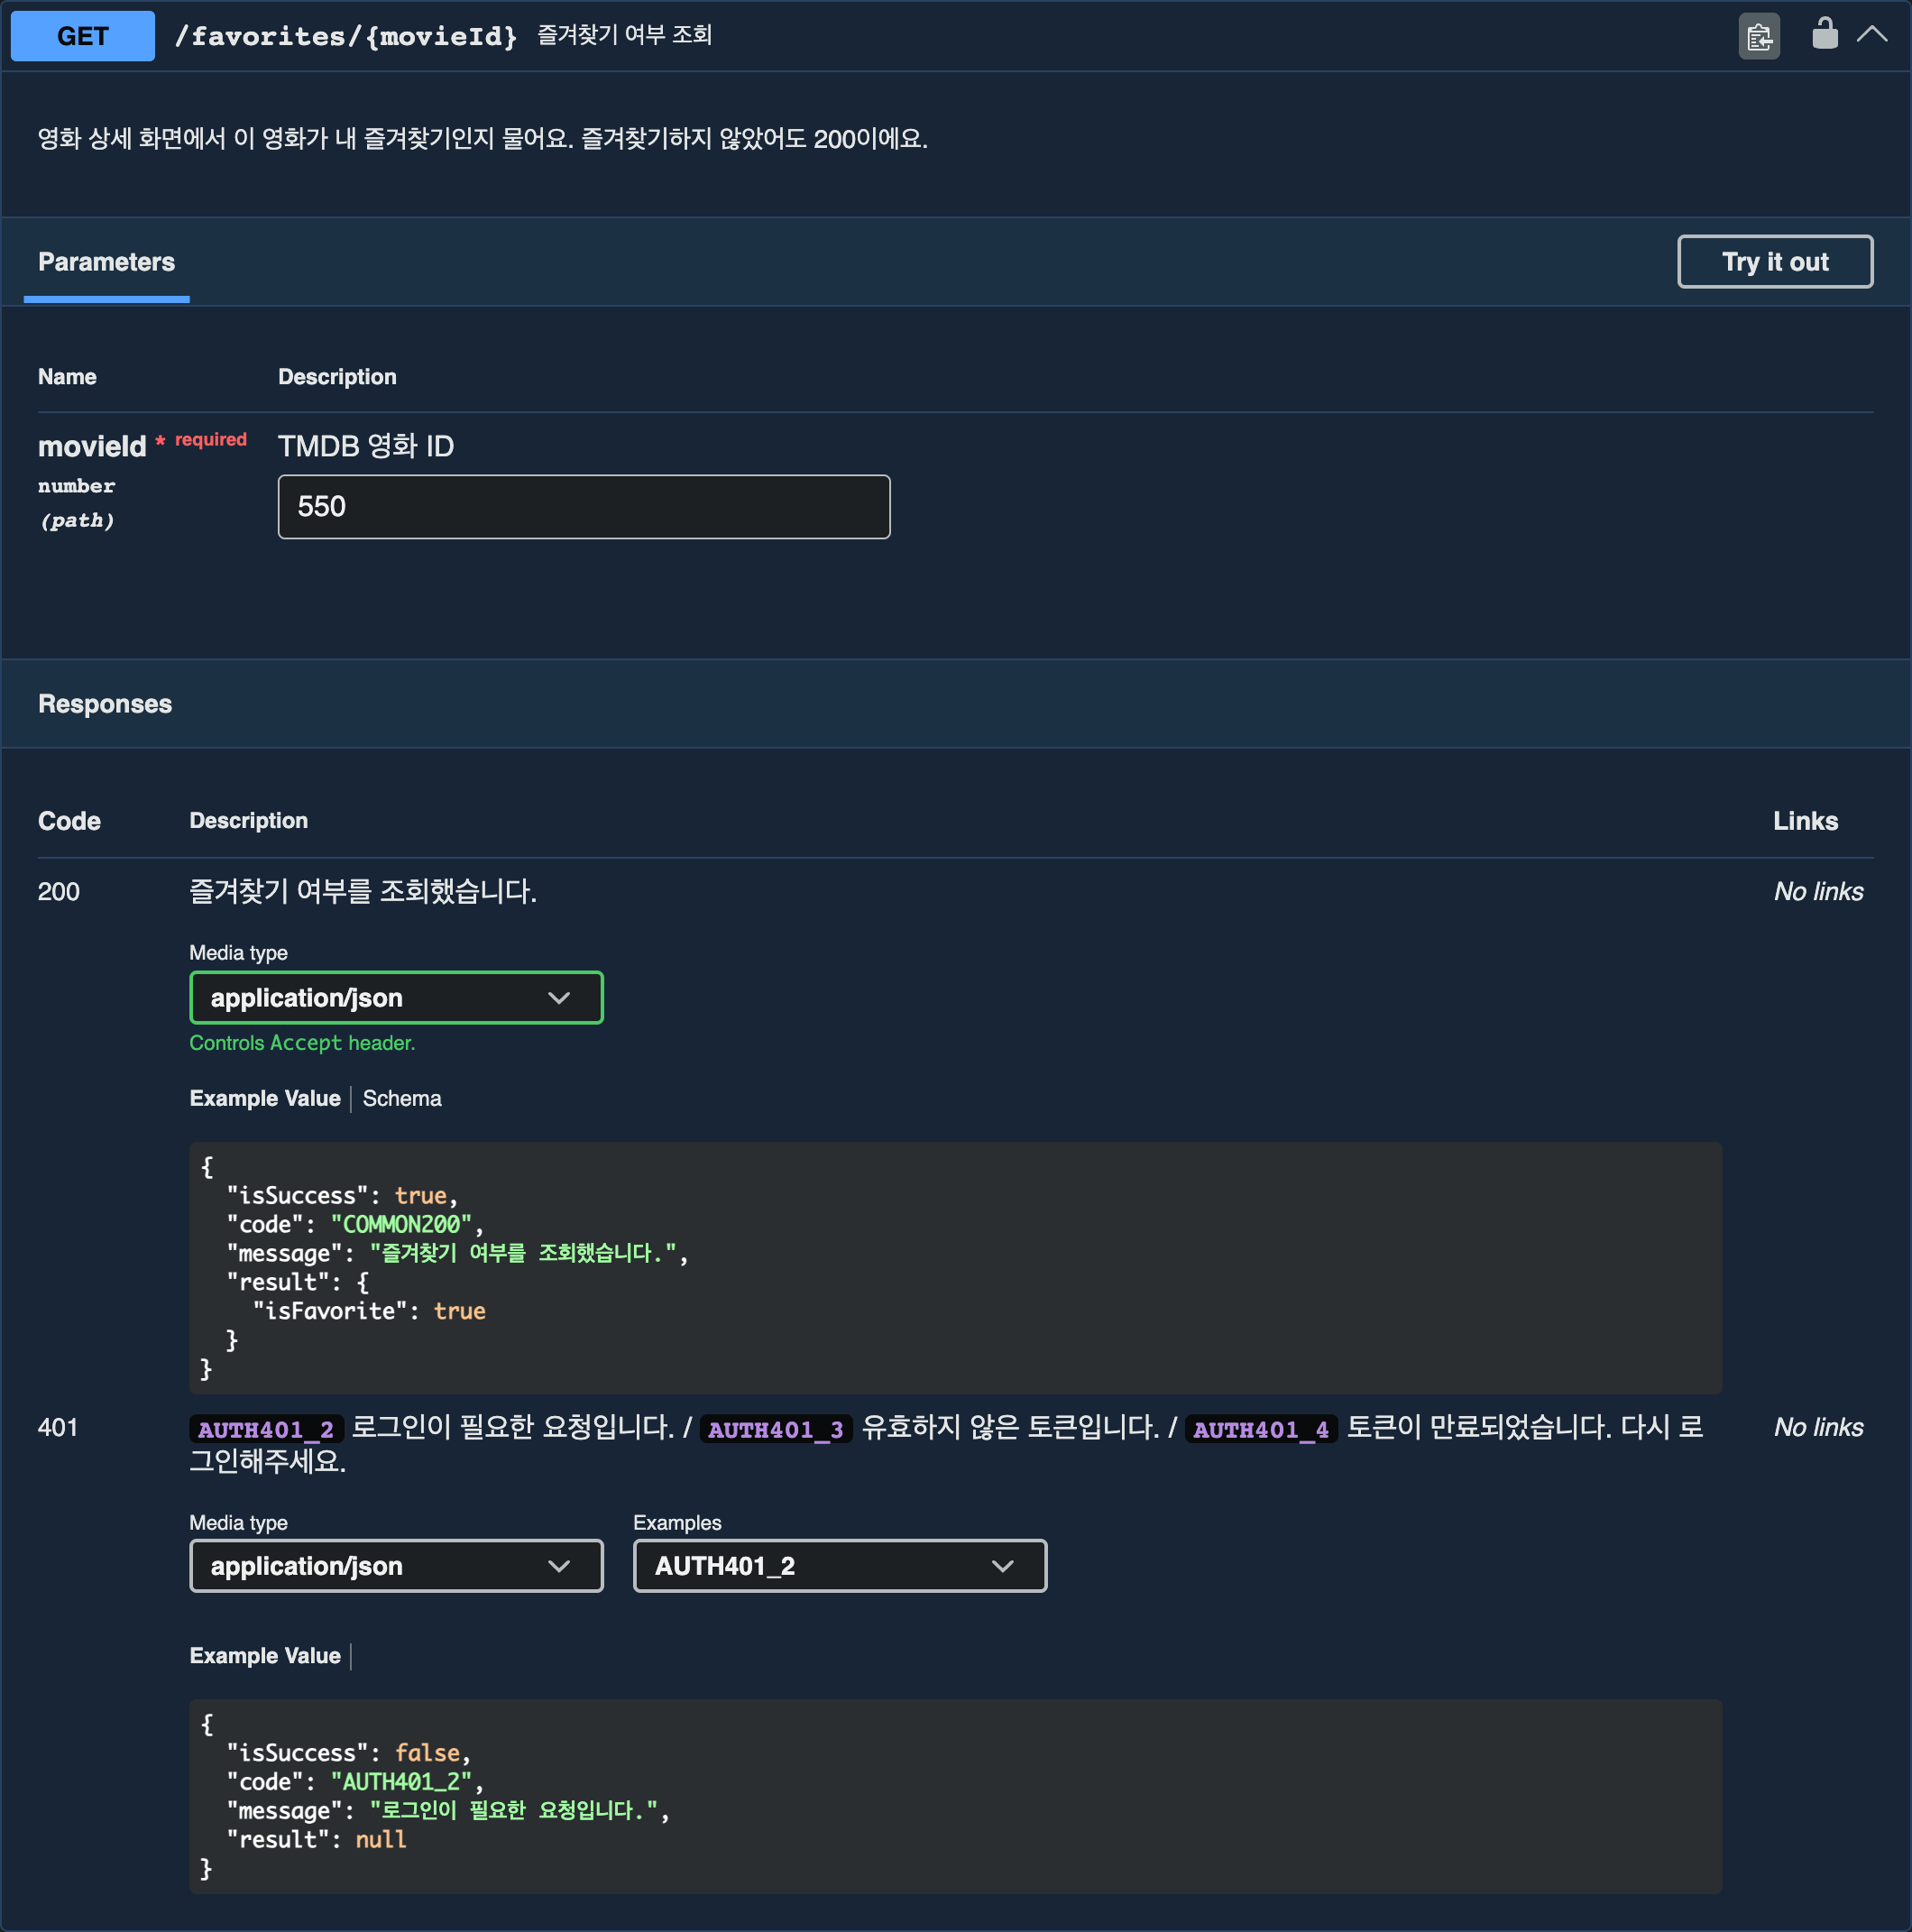 GET /favorites/{movieId} 즐겨찾기 여부 조회
영화 상세 화면에서 이 영화가 내 즐겨찾기인지 물어요. 즐겨찾기하지 않았어도 200이에요.
Parameters
Try it out
Name Description
movieId * required TMDB 영화 ID
number
(path)
550
Responses
Code Description Links
200 즐겨찾기 여부를 조회했습니다. No links
Media type
application/json
Controls Accept header.
Example Value Schema
{
  "isSuccess": true,
  "code": "COMMON200",
  "message": "즐겨찾기 여부를 조회했습니다.",
  "result": {
    "isFavorite": true
  }
}
401 AUTH401_2 로그인이 필요한 요청입니다. / AUTH401_3 유효하지 않은 토큰입니다. / AUTH401_4 토큰이 만료되었습니다. 다시 로 No links
그인해주세요.
Media type Examples
application/json AUTH401_2
Example Value
{
  "isSuccess": false,
  "code": "AUTH401_2",
  "message": "로그인이 필요한 요청입니다.",
  "result": null
}